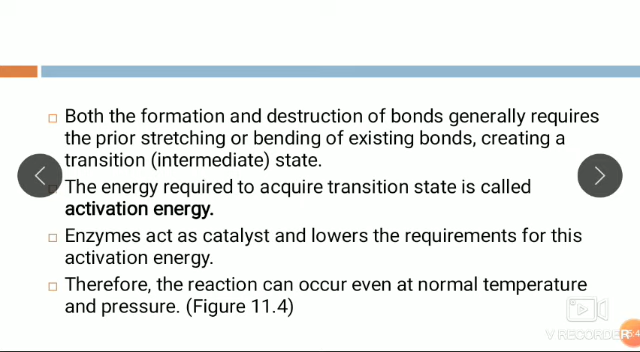 Both the formation and destruction of bonds generally requires
the prior stretching or bending of existing bonds, creating a
transition (intermediate) state.
The energy required to acquire transition state is called
activation energy.
Enzymes act as catalyst and lowers the requirements for this
activation energy.
Therefore, the reaction can occur even at normal temperature
and pressure. (Figure 11.4)
V RECORDER